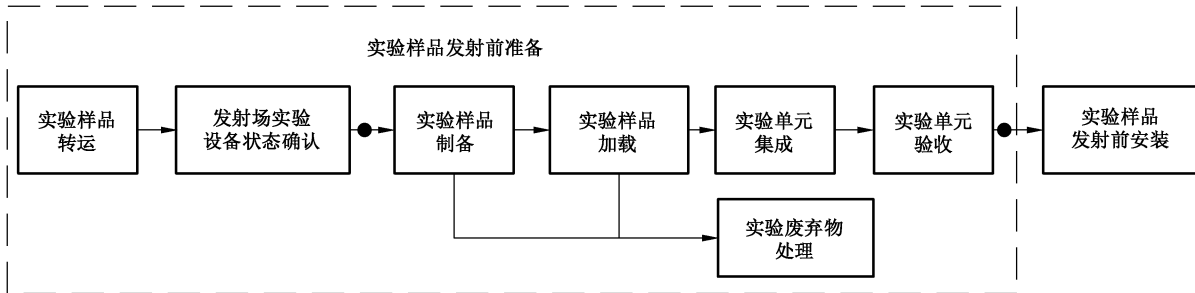 实验样品发射前准备
实验样品
转运
发射场实验
设备状态确认
实验样品
制备
实验样品
加载
实验单元
集成
实验单元
验收
实验样品
发射前安装
实验废弃物
处理